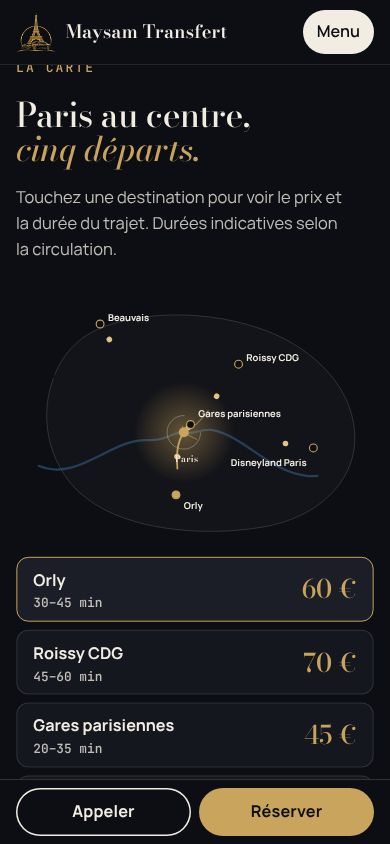 Maysam Transfert
Menu
LA CARTE
Paris au centre,
cinq départs.
Touchez une destination pour voir le prix et
la durée du trajet. Durées indicatives selon
la circulation.
Beauvais
Roissy CDG
Gares parisiennes
Paris
Disneyland Paris
Orly
Orly
60 €
30–45 min
Roissy CDG
70 €
45–60 min
Gares parisiennes
45 €
20–35 min
Appeler
Réserver